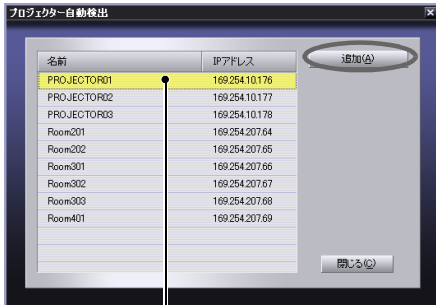 プロジェクター自動検出
名前 IPアドレス 追加(A)
PROJECTOR01 169.254.10.176
PROJECTOR02 169.254.10.177
PROJECTOR03 169.254.10.178
Room201 169.254.207.64
Room202 169.254.207.65
Room301 169.254.207.66
Room302 169.254.207.67
Room303 169.254.207.68
Room401 169.254.207.69
閉じる(C)